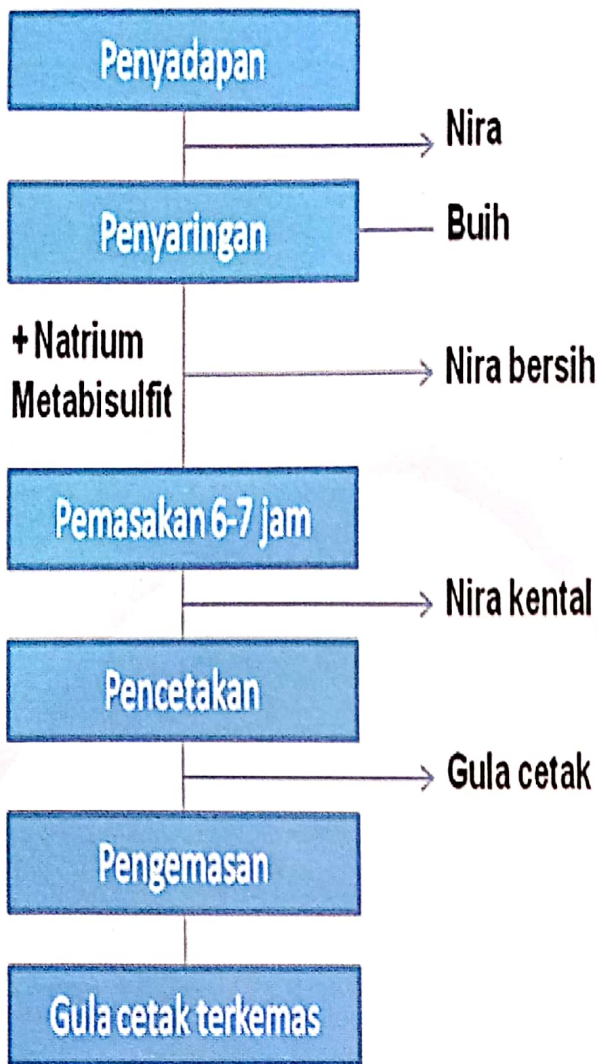 Penyadapan
Nira
Penyaringan
Buih
+ Natrium
Metabisulfit
Nira bersih
Pemasakan 6-7 jam
Nira kental
Pencetakan
Gula cetak
Pengemasan
Gula cetak terkemas